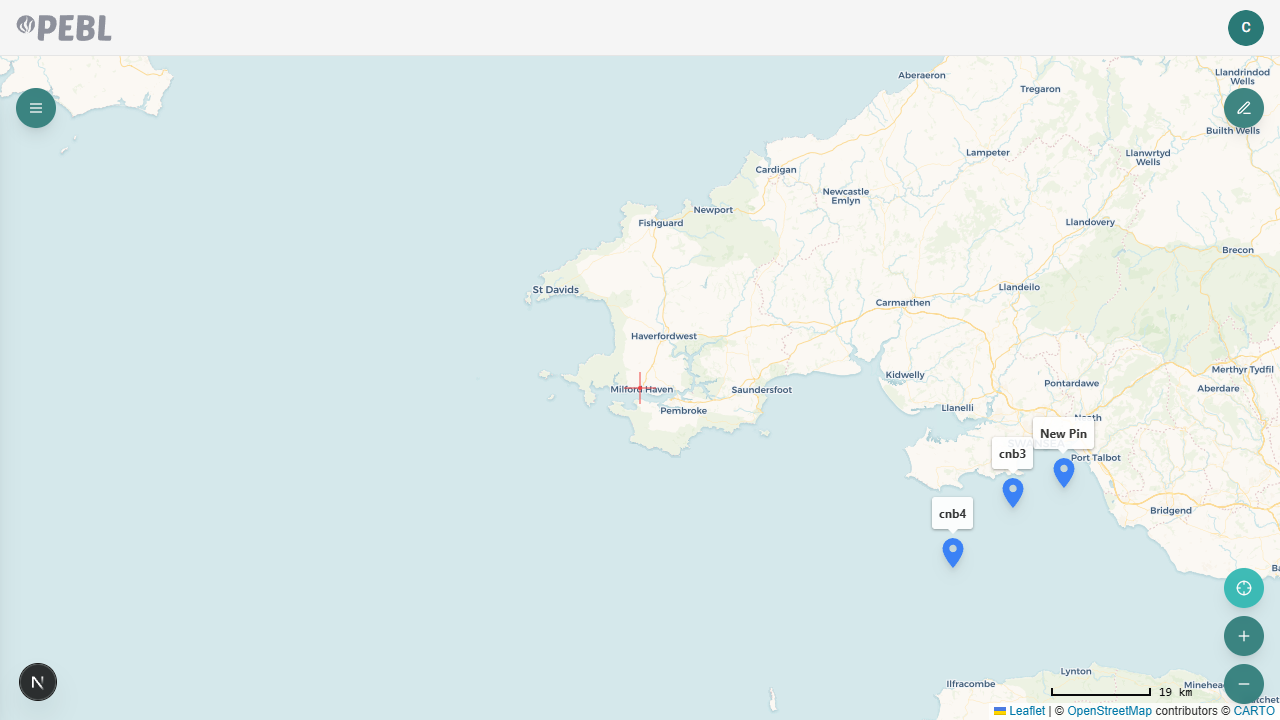 PEBL
C
Aberaeron
Llandrindod
Wells
Tregaron
Builth Wells
Lampeter
Llanwrtyd
Wells
Cardigan
Newcastle
Emlyn
Newport
Fishguard
Llandovery
Brecon
St Davids
Llandeilo
Carmarthen
Haverfordwest
Milford Haven
Saundersfoot
Pembroke
Kidwelly
Merthyr Tydfil
Pontardawe
Aberdare
Llanelli
Neath
New Pin
SWANSEA
cnb3
Port Talbot
cnb4
Bridgend
Ba
Lynton
Ilfracombe
Minehead
19 km
N
Leaflet | © OpenStreetMap contributors © CARTO